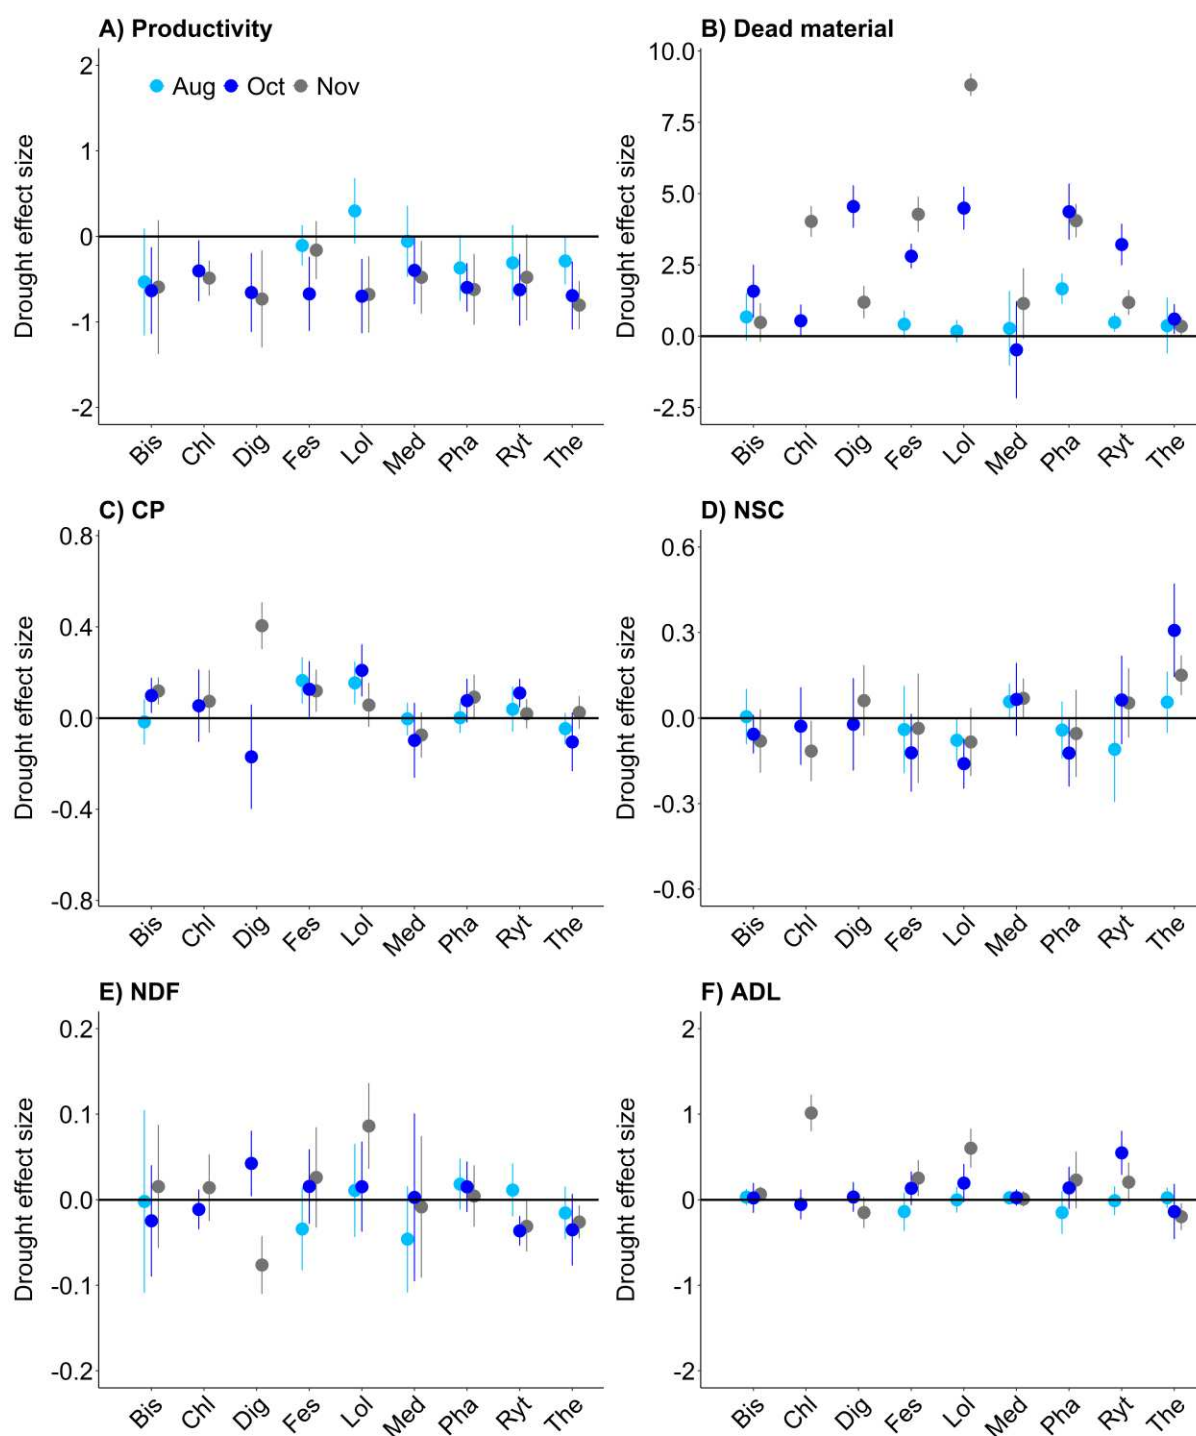 A) Productivity
2
1
0
-1
-2
Drought effect size
Aug Oct Nov
Bis Chl Dig Fes Lol Med Pha Ryt The
B) Dead material
10.0
7.5
5.0
2.5
0.0
-2.5
Drought effect size
Bis Chl Dig Fes Lol Med Pha Ryt The
C) CP
0.8
0.4
0.0
-0.4
-0.8
Drought effect size
Bis Chl Dig Fes Lol Med Pha Ryt The
D) NSC
0.6
0.3
0.0
-0.3
-0.6
Drought effect size
Bis Chl Dig Fes Lol Med Pha Ryt The
E) NDF
0.2
0.1
0.0
-0.1
-0.2
Drought effect size
Bis Chl Dig Fes Lol Med Pha Ryt The
F) ADL
2
1
0
-1
-2
Drought effect size
Bis Chl Dig Fes Lol Med Pha Ryt The